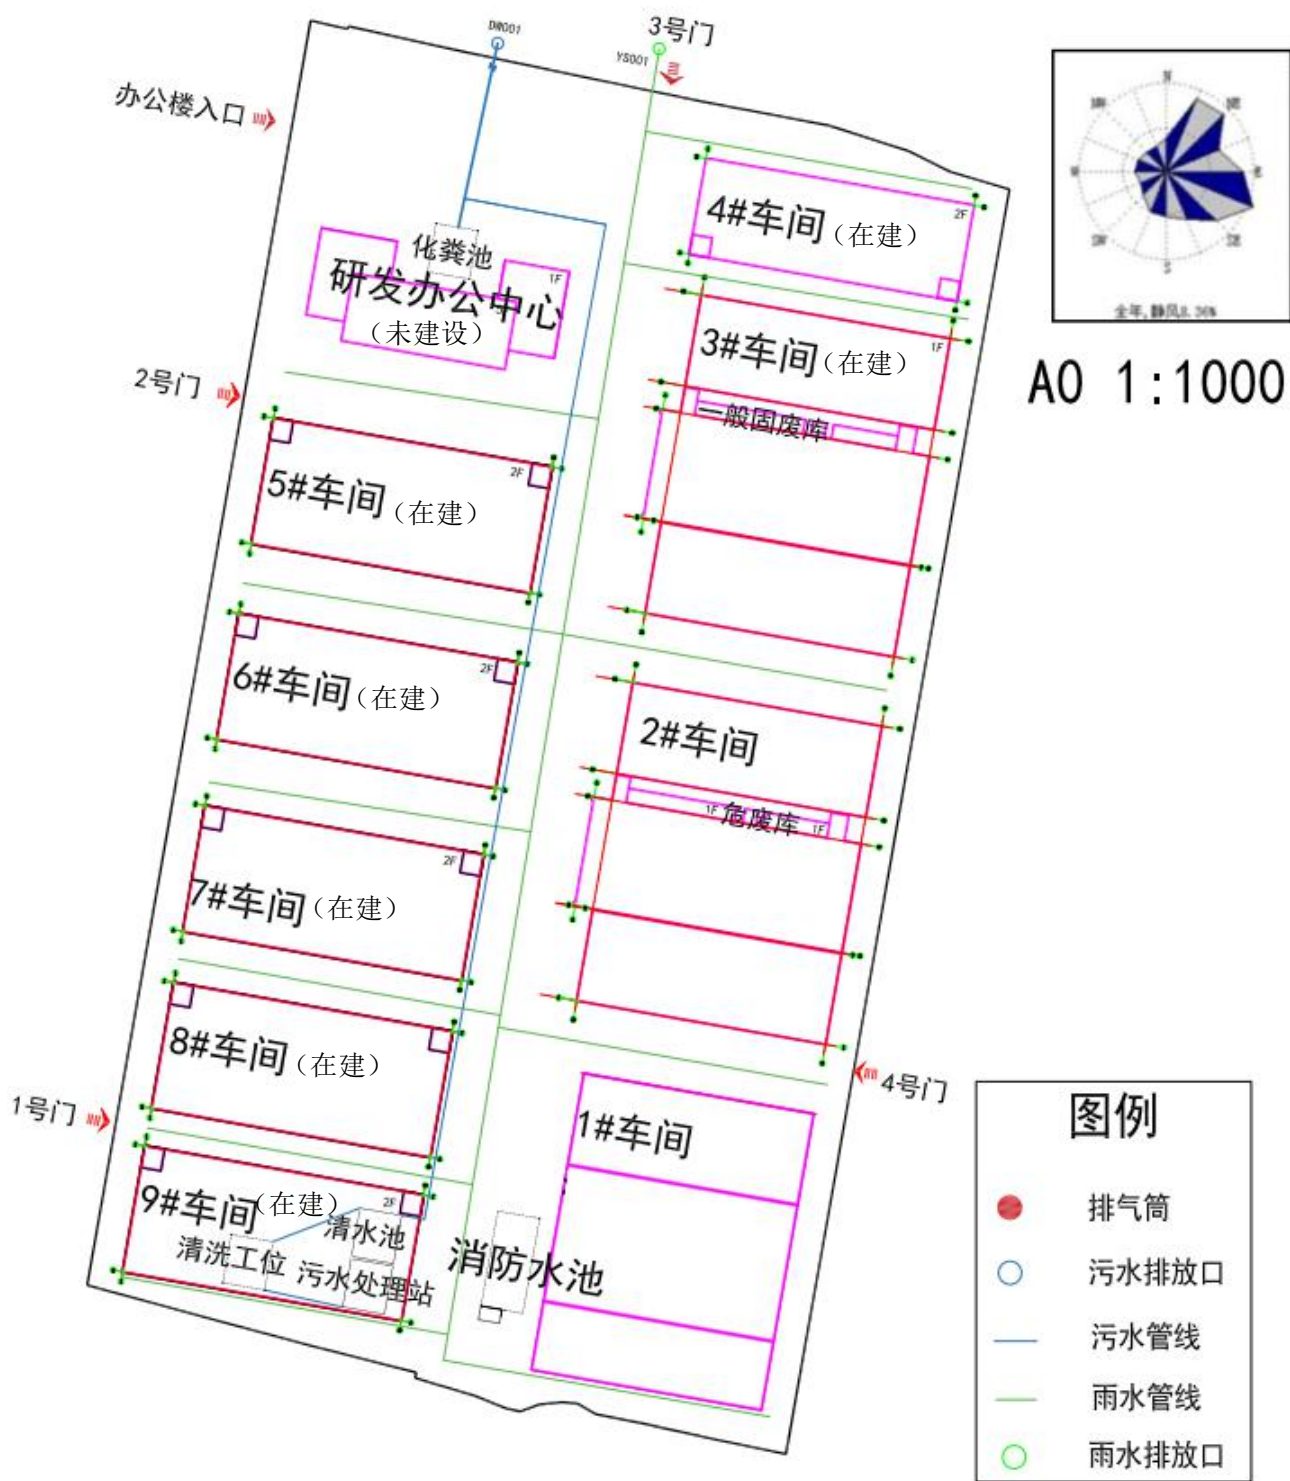 DW001
3号门
YS001
办公楼入口
N
4#车间（在建）
2F
化粪池
研发办公中心
1F
（未建设）
S
全年,静风8.36%
3#车间（在建）
1F
A0 1:1000
2号门
一般固废库
5#车间（在建）
2F
6#车间（在建）
2F
2#车间
1F
危废库
1F
7#车间（在建）
2F
8#车间（在建）
1号门
4号门
1#车间
9#车间（在建）
2F
清水池
清洗工位
污水处理站
消防水池
图例
排气筒
污水排放口
污水管线
雨水管线
雨水排放口